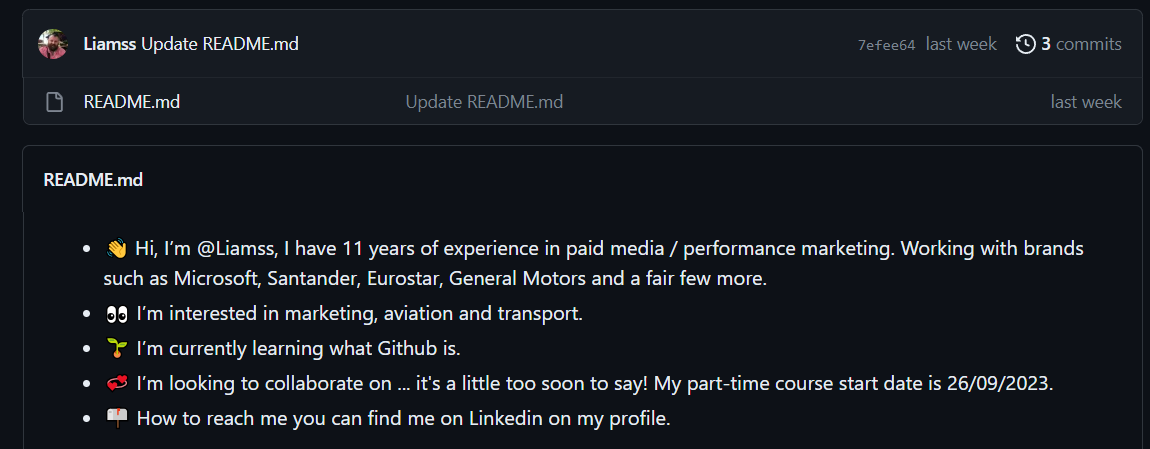 Liamss Update README.md 7efee64 last week 3 commits
README.md Update README.md last week
README.md
👋 Hi, I’m @Liamss, I have 11 years of experience in paid media / performance marketing. Working with brands
such as Microsoft, Santander, Eurostar, General Motors and a fair few more.
👀 I’m interested in marketing, aviation and transport.
🌱 I’m currently learning what Github is.
💞️ I’m looking to collaborate on ... it's a little too soon to say! My part-time course start date is 26/09/2023.
📫 How to reach me you can find me on Linkedin on my profile.